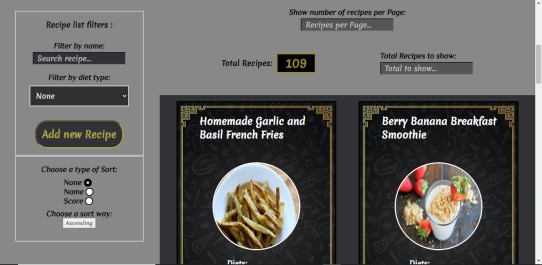 Recipe list filters :
Filter by name:
Search recipe...
Filter by diet type:
None
Add new Recipe
Choose a type of Sort:
None
Name
Score
Choose a sort way:
Ascending
Show number of recipes per Page:
Recipes per Page...
Total Recipes: 109
Total Recipes to show:
Total to show...
Homemade Garlic and
Basil French Fries
Diets:
Berry Banana Breakfast
Smoothie
Diets: